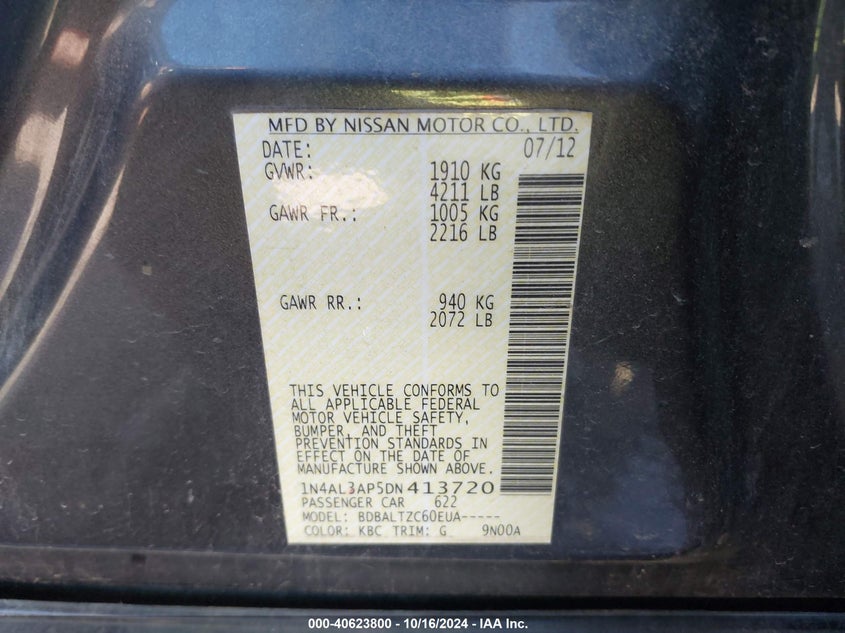 MFD BY NISSAN MOTOR CO., LTD.
DATE: 07/12
GVWR: 1910 KG
4211 LB
GAWR FR.: 1005 KG
2216 LB
GAWR RR.: 940 KG
2072 LB
THIS VEHICLE CONFORMS TO
ALL APPLICABLE FEDERAL
MOTOR VEHICLE SAFETY,
BUMPER, AND THEFT
PREVENTION STANDARDS IN
EFFECT ON THE DATE OF
MANUFACTURE SHOWN ABOVE.
1N4AL3AP5DN413720
PASSENGER CAR 622
MODEL: BDBALTZC60EUA-----
COLOR: KBC TRIM: G 9N00A
000-40623800 - 10/16/2024 - IAA Inc.